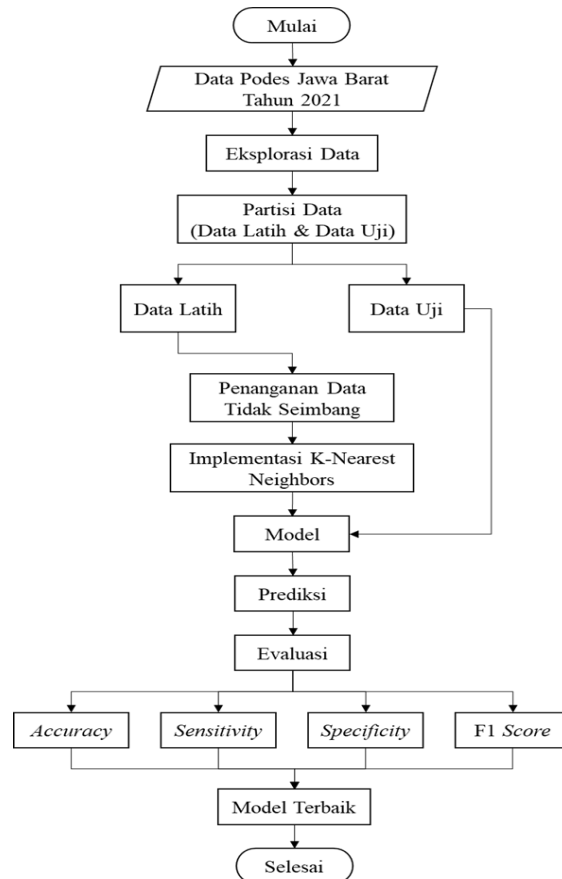 Mulai
Data Podes Jawa Barat
Tahun 2021
Eksplorasi Data
Partisi Data
(Data Latih & Data Uji)
Data Latih
Data Uji
Penanganan Data
Tidak Seimbang
Implementasi K-Nearest
Neighbors
Model
Prediksi
Evaluasi
Accuracy
Sensitivity
Specificity
F1 Score
Model Terbaik
Selesai